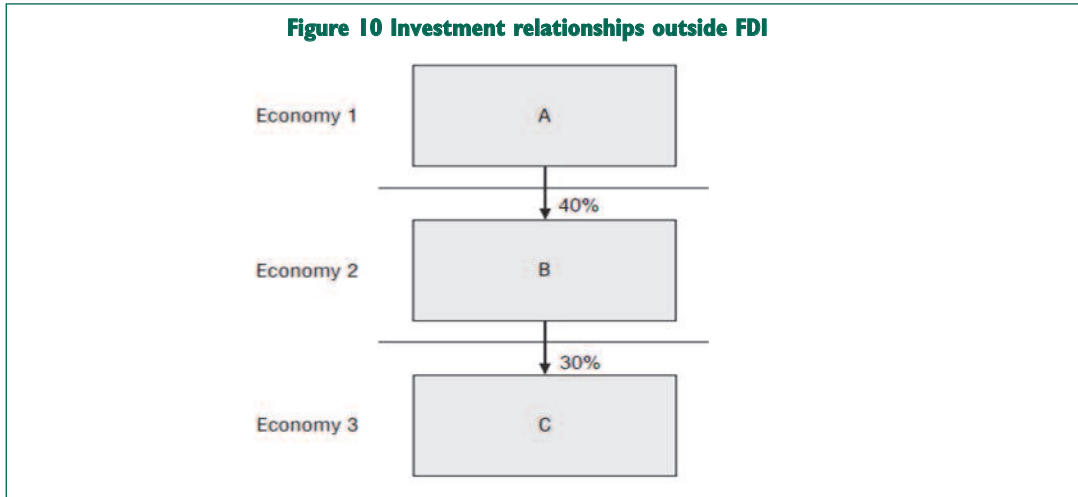 Figure 10 Investment relationships outside FDI
Economy 1
A
40%
Economy 2
B
30%
Economy 3
C